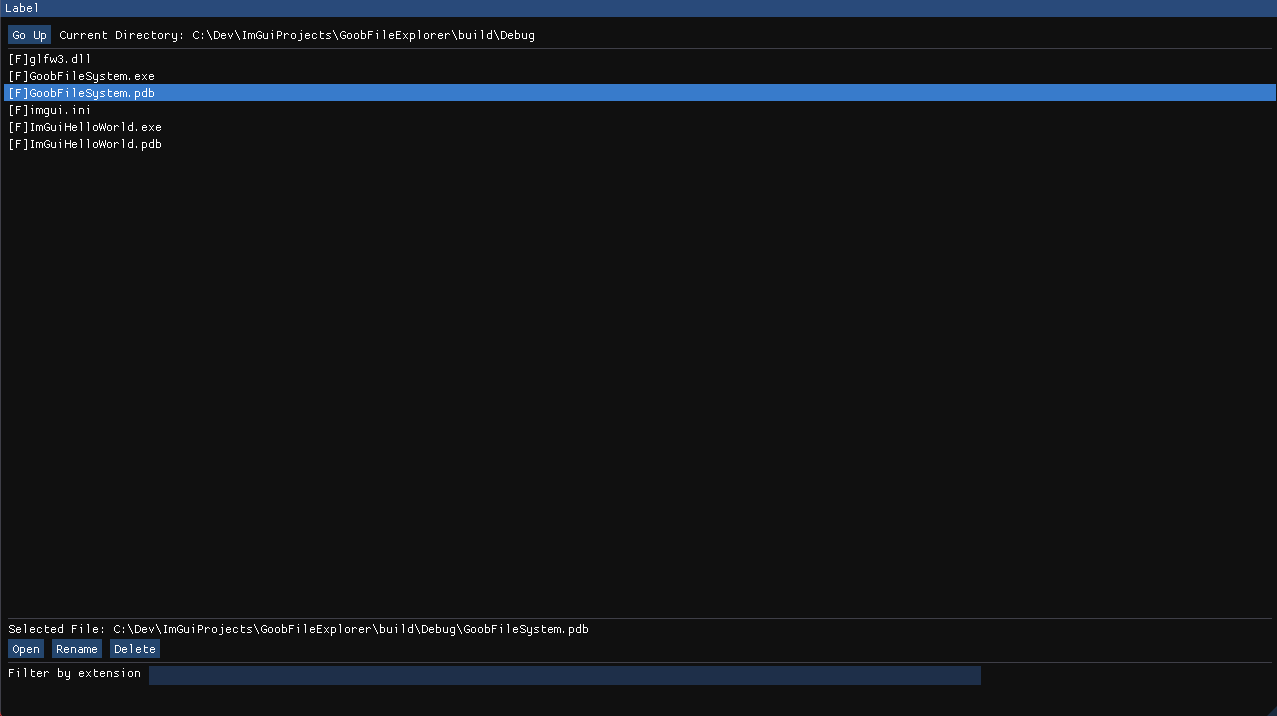 Label
Go Up Current Directory: C:\Dev\ImGuiProjects\GoobFileExplorer\build\Debug
[F]glfw3.dll
[F]GoobFileSystem.exe
[F]GoobFileSystem.pdb
[F]imgui.ini
[F]ImGuiHelloWorld.exe
[F]ImGuiHelloWorld.pdb
Selected File: C:\Dev\ImGuiProjects\GoobFileExplorer\build\Debug\GoobFileSystem.pdb
Open Rename Delete
Filter by extension